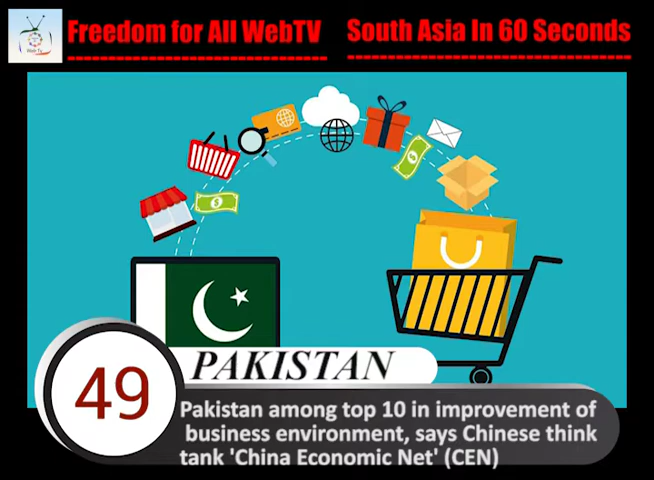 Freedom for All WebTV
South Asia In 60 Seconds
PAKISTAN
49
Pakistan among top 10 in improvement of
business environment, says Chinese think
tank 'China Economic Net' (CEN)